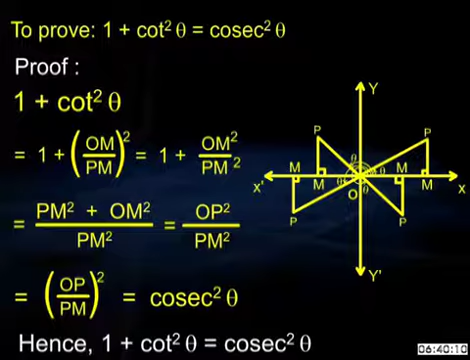 To prove: 1 + cot² θ = cosec² θ
Proof :
1 + cot² θ
= 1 + (OM/PM)² = 1 + OM²/PM²
= PM² + OM²/PM² = OP²/PM²
= (OP/PM)² = cosec² θ
Hence, 1 + cot² θ = cosec² θ
Y
P
P
θ
θ
M
M
X'
M
M
X
θ
O
θ
P
P
Y'
06:40:10